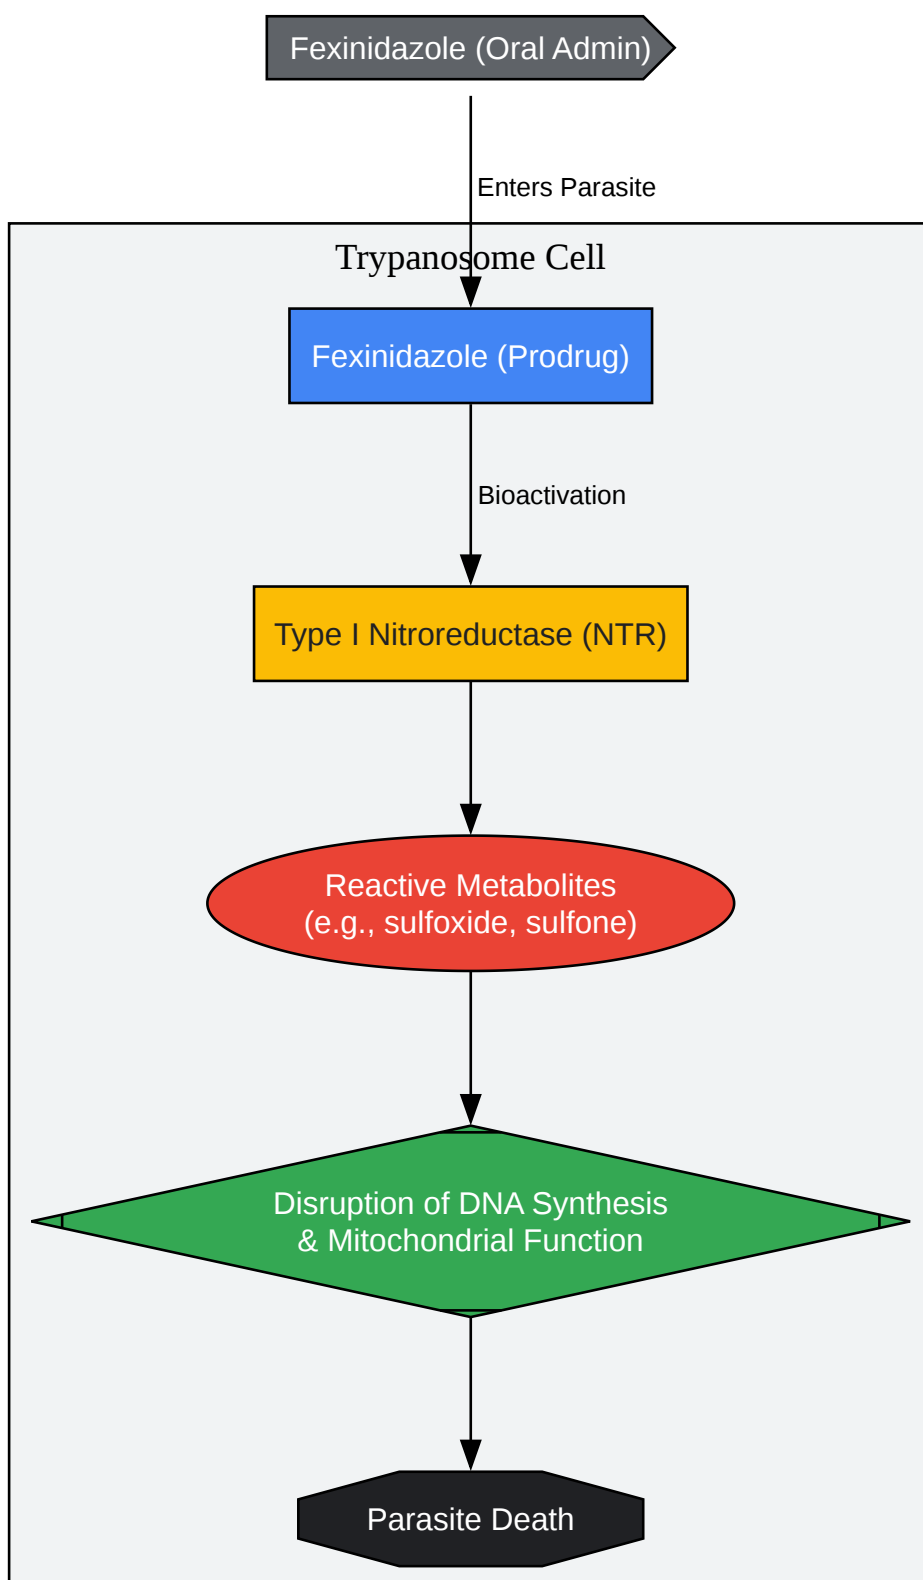 Fexinidazole (Oral Admin)
Enters Parasite
Trypanosome Cell
Fexinidazole (Prodrug)
Bioactivation
Type I Nitroreductase (NTR)
Reactive Metabolites
(e.g., sulfoxide, sulfone)
Disruption of DNA Synthesis
& Mitochondrial Function
Parasite Death